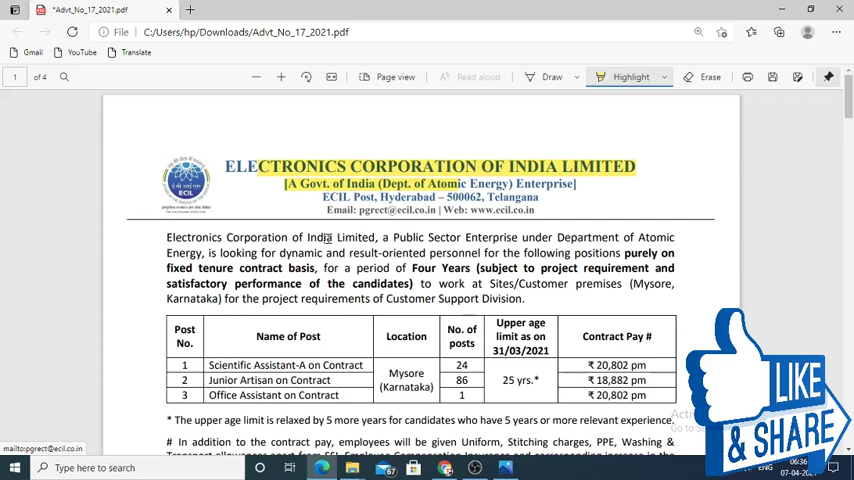 *Advt_No_17_2021.pdf
File C:/Users/hp/Downloads/Advt_No_17_2021.pdf
Gmail YouTube Translate
1 of 4 Page view Read aloud Draw Highlight Erase
ELECTRONICS CORPORATION OF INDIA LIMITED
[A Govt. of India (Dept. of Atomic Energy) Enterprise]
ECIL Post, Hyderabad – 500062, Telangana
Email: pgrect@ecil.co.in | Web: www.ecil.co.in
Electronics Corporation of India Limited, a Public Sector Enterprise under Department of Atomic
Energy, is looking for dynamic and result-oriented personnel for the following positions purely on
fixed tenure contract basis, for a period of Four Years (subject to project requirement and
satisfactory performance of the candidates) to work at Sites/Customer premises (Mysore,
Karnataka) for the project requirements of Customer Support Division.
Post No. Name of Post Location No. of posts Upper age limit as on 31/03/2021 Contract Pay #
1 Scientific Assistant-A on Contract Mysore (Karnataka) 24 25 yrs.* ₹ 20,802 pm
2 Junior Artisan on Contract 86 ₹ 18,882 pm
3 Office Assistant on Contract 1 ₹ 20,802 pm
* The upper age limit is relaxed by 5 more years for candidates who have 5 years or more relevant experience.
# In addition to the contract pay, employees will be given Uniform, Stitching charges, PPE, Washing &
mailto:pgrect@ecil.co.in
LIKE
& SHARE
Type here to search
67
ENG
06:36
07-04-2021